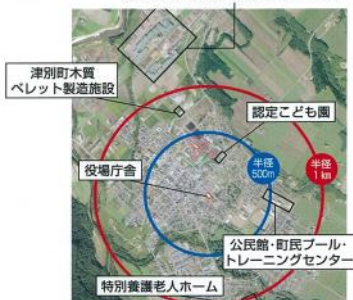 津別町木質
ペレット製造施設
認定こども園
役場庁舎
半径
500m
半径
1km
公民館・町民プール・
トレーニングセンター
特別養護老人ホーム